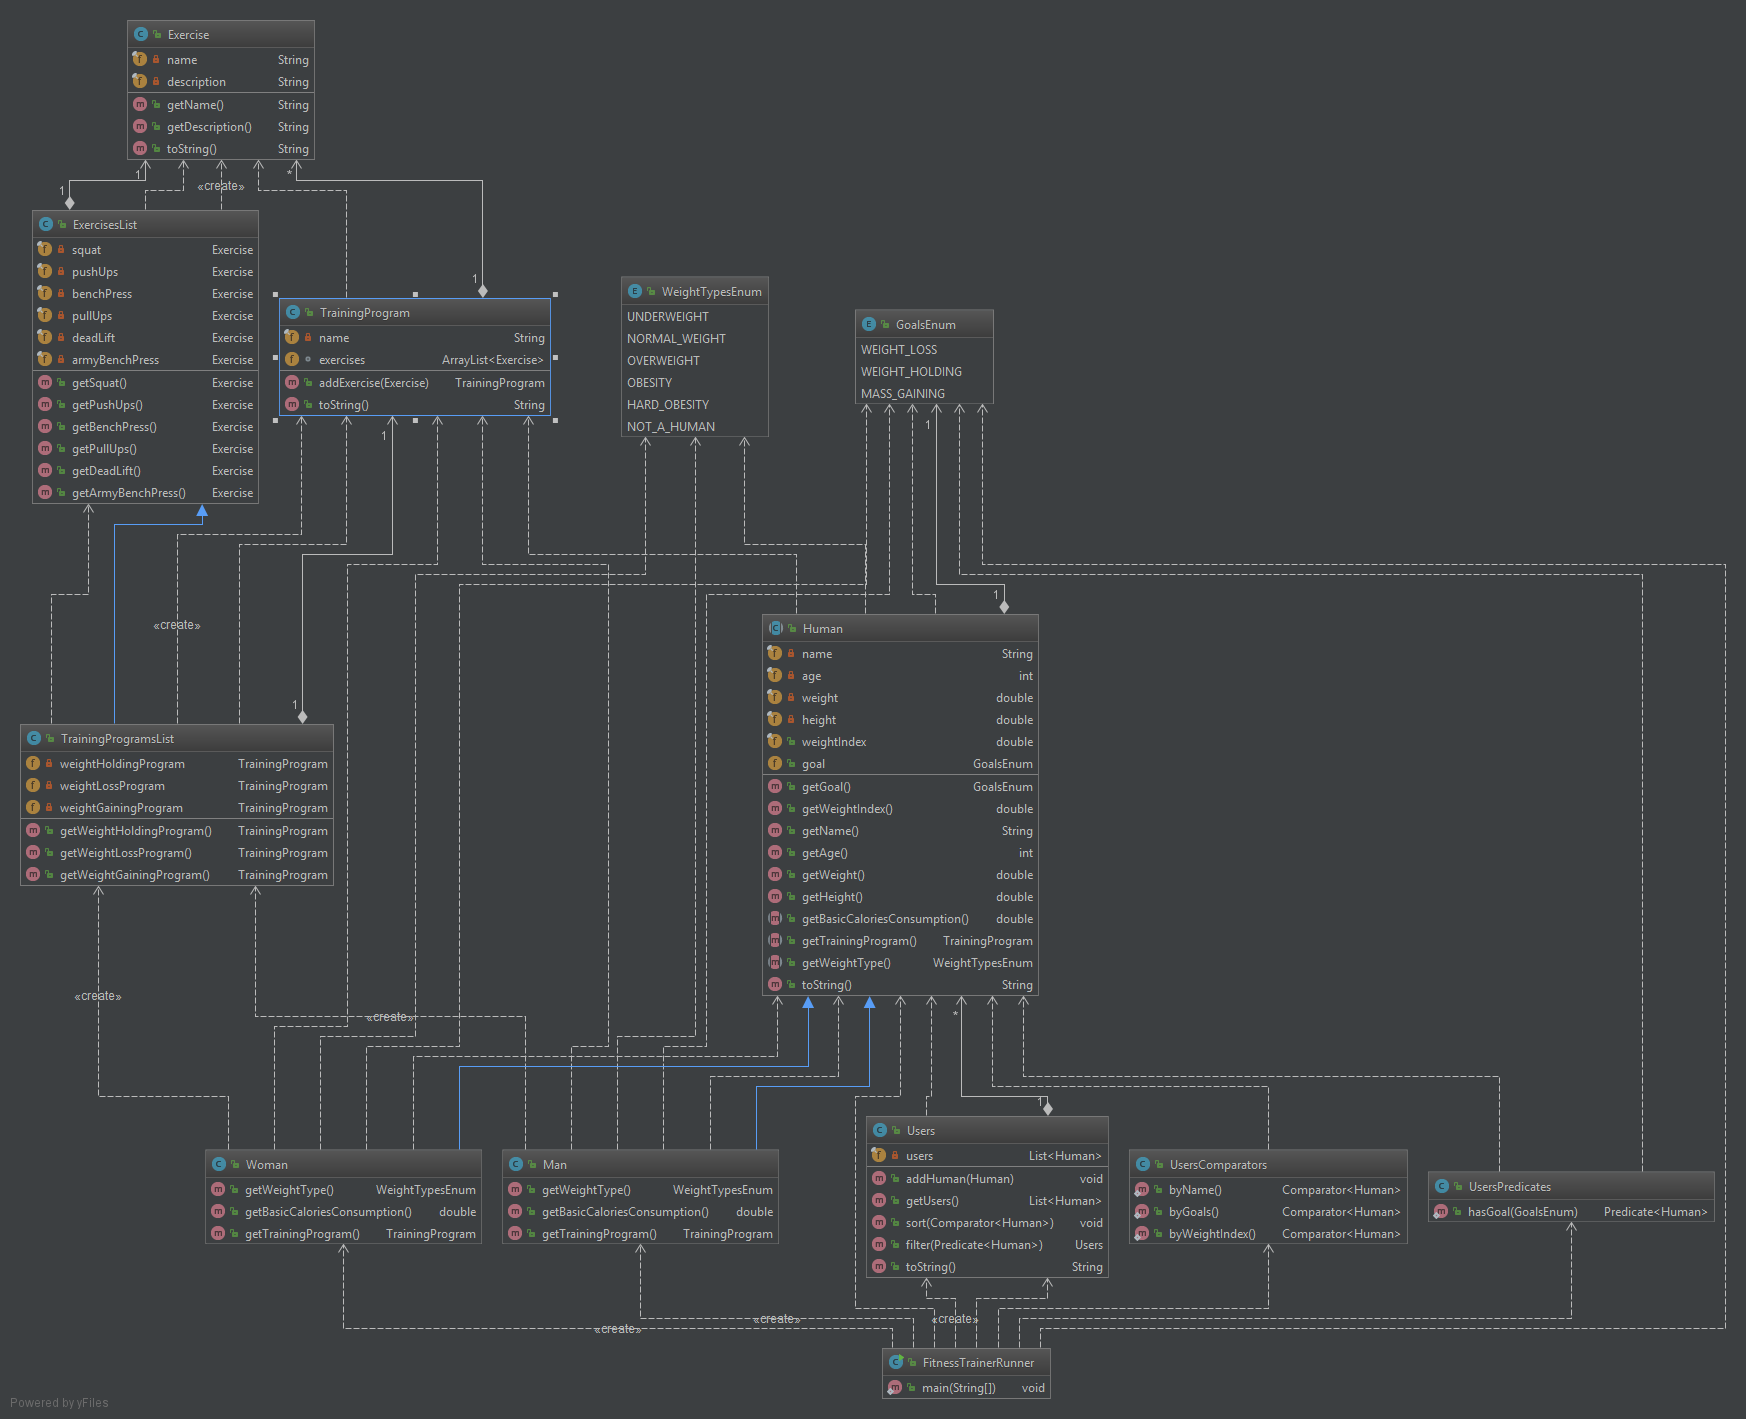 Exercise
name String
description String
getName() String
getDescription() String
toString() String
1
1
«create»
*
1
ExercisesList
squat Exercise
pushUps Exercise
benchPress Exercise
pullUps Exercise
deadLift Exercise
armyBenchPress Exercise
getSquat() Exercise
getPushUps() Exercise
getBenchPress() Exercise
getPullUps() Exercise
getDeadLift() Exercise
getArmyBenchPress() Exercise
TrainingProgram
name String
exercises ArrayList<Exercise>
addExercise(Exercise) TrainingProgram
toString() String
1
WeightTypesEnum
UNDERWEIGHT
NORMAL_WEIGHT
OVERWEIGHT
OBESITY
HARD_OBESITY
NOT_A_HUMAN
GoalsEnum
WEIGHT_LOSS
WEIGHT_HOLDING
MASS_GAINING
1
1
«create»
1
Human
name String
age int
weight double
height double
weightIndex double
goal GoalsEnum
getGoal() GoalsEnum
getWeightIndex() double
getName() String
getAge() int
getWeight() double
getHeight() double
getBasicCaloriesConsumption() double
getTrainingProgram() TrainingProgram
getWeightType() WeightTypesEnum
toString() String
TrainingProgramsList
weightHoldingProgram TrainingProgram
weightLossProgram TrainingProgram
weightGainingProgram TrainingProgram
getWeightHoldingProgram() TrainingProgram
getWeightLossProgram() TrainingProgram
getWeightGainingProgram() TrainingProgram
«create»
«create»
*
1
Woman
getWeightType() WeightTypesEnum
getBasicCaloriesConsumption() double
getTrainingProgram() TrainingProgram
Man
getWeightType() WeightTypesEnum
getBasicCaloriesConsumption() double
getTrainingProgram() TrainingProgram
Users
users List<Human>
addHuman(Human) void
getUsers() List<Human>
sort(Comparator<Human>) void
filter(Predicate<Human>) Users
toString() String
UsersComparators
byName() Comparator<Human>
byGoals() Comparator<Human>
byWeightIndex() Comparator<Human>
UsersPredicates
hasGoal(GoalsEnum) Predicate<Human>
«create»
«create»
«create»
FitnessTrainerRunner
main(String[]) void
Powered by yFiles